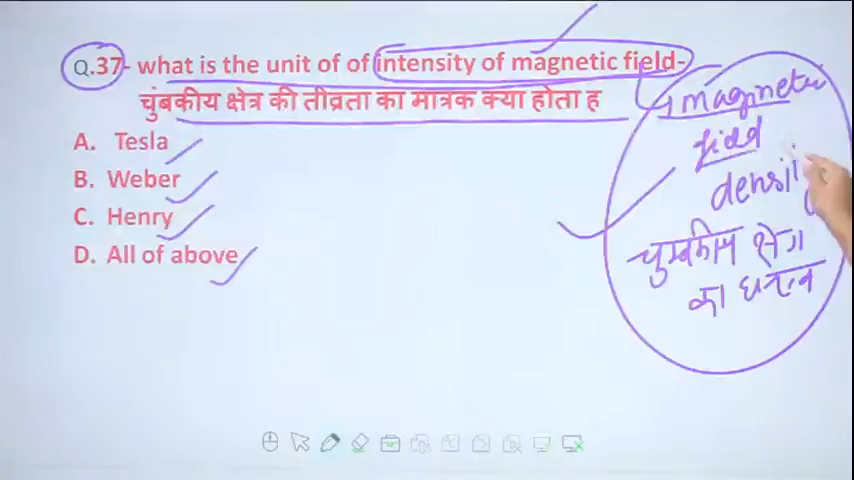 Q.37- what is the unit of of intensity of magnetic field-
चुंबकीय क्षेत्र की तीव्रता का मात्रक क्या होता ह
A. Tesla
B. Weber
C. Henry
D. All of above
magnetic
field
चुम्बकीय क्षेत्र
का घनत्व